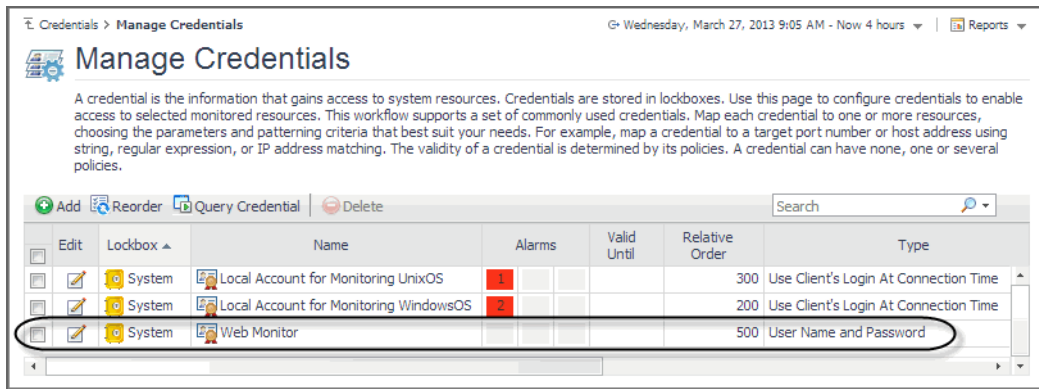 Credentials > Manage Credentials
Wednesday, March 27, 2013 9:05 AM - Now 4 hours | Reports
Manage Credentials
A credential is the information that gains access to system resources. Credentials are stored in lockboxes. Use this page to configure credentials to enable
access to selected monitored resources. This workflow supports a set of commonly used credentials. Map each credential to one or more resources,
choosing the parameters and patterning criteria that best suit your needs. For example, map a credential to a target port number or host address using
string, regular expression, or IP address matching. The validity of a credential is determined by its policies. A credential can have none, one or several
policies.
Add Reorder Query Credential | Delete Search
Edit Lockbox Name Alarms Valid Until Relative Order Type
System Local Account for Monitoring UnixOS 1 300 Use Client's Login At Connection Time
System Local Account for Monitoring WindowsOS 2 200 Use Client's Login At Connection Time
System Web Monitor 500 User Name and Password